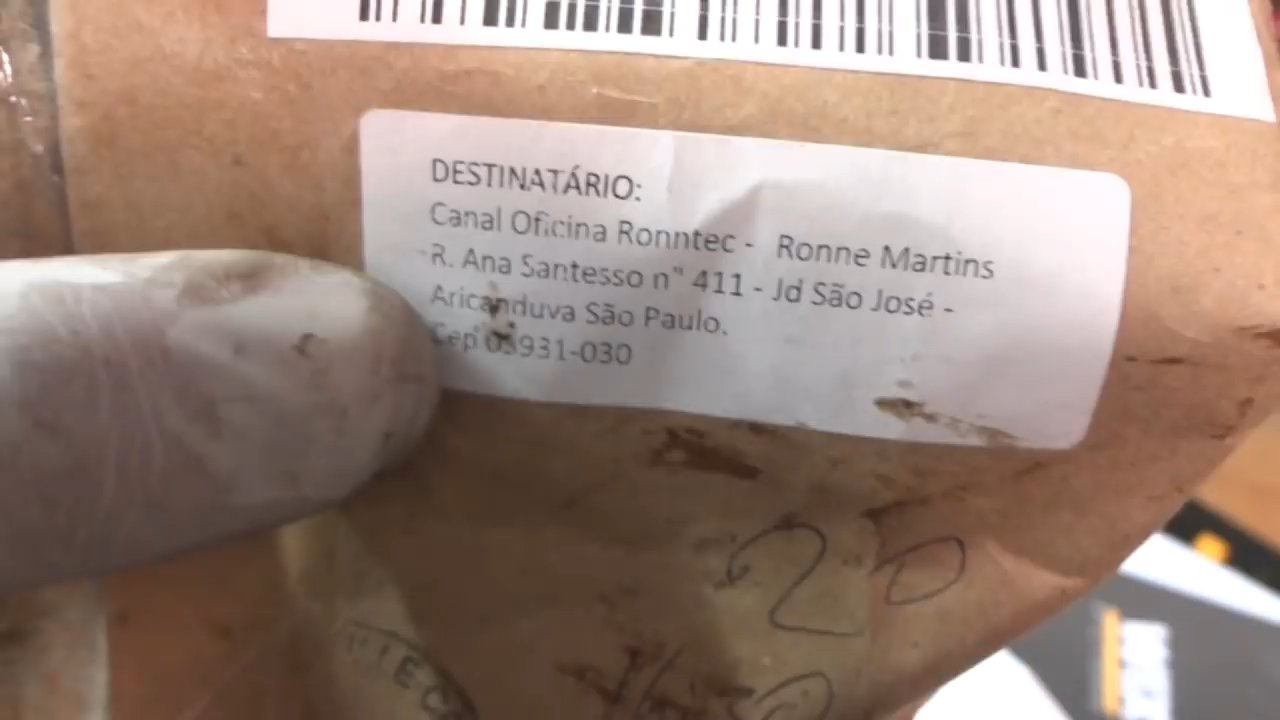 DESTINATÁRIO:
Canal Oficina Ronntec - Ronne Martins
R. Ana Santesso n" 411 - Jd São José -
Aricanduva São Paulo.
Cep 03931-030
20